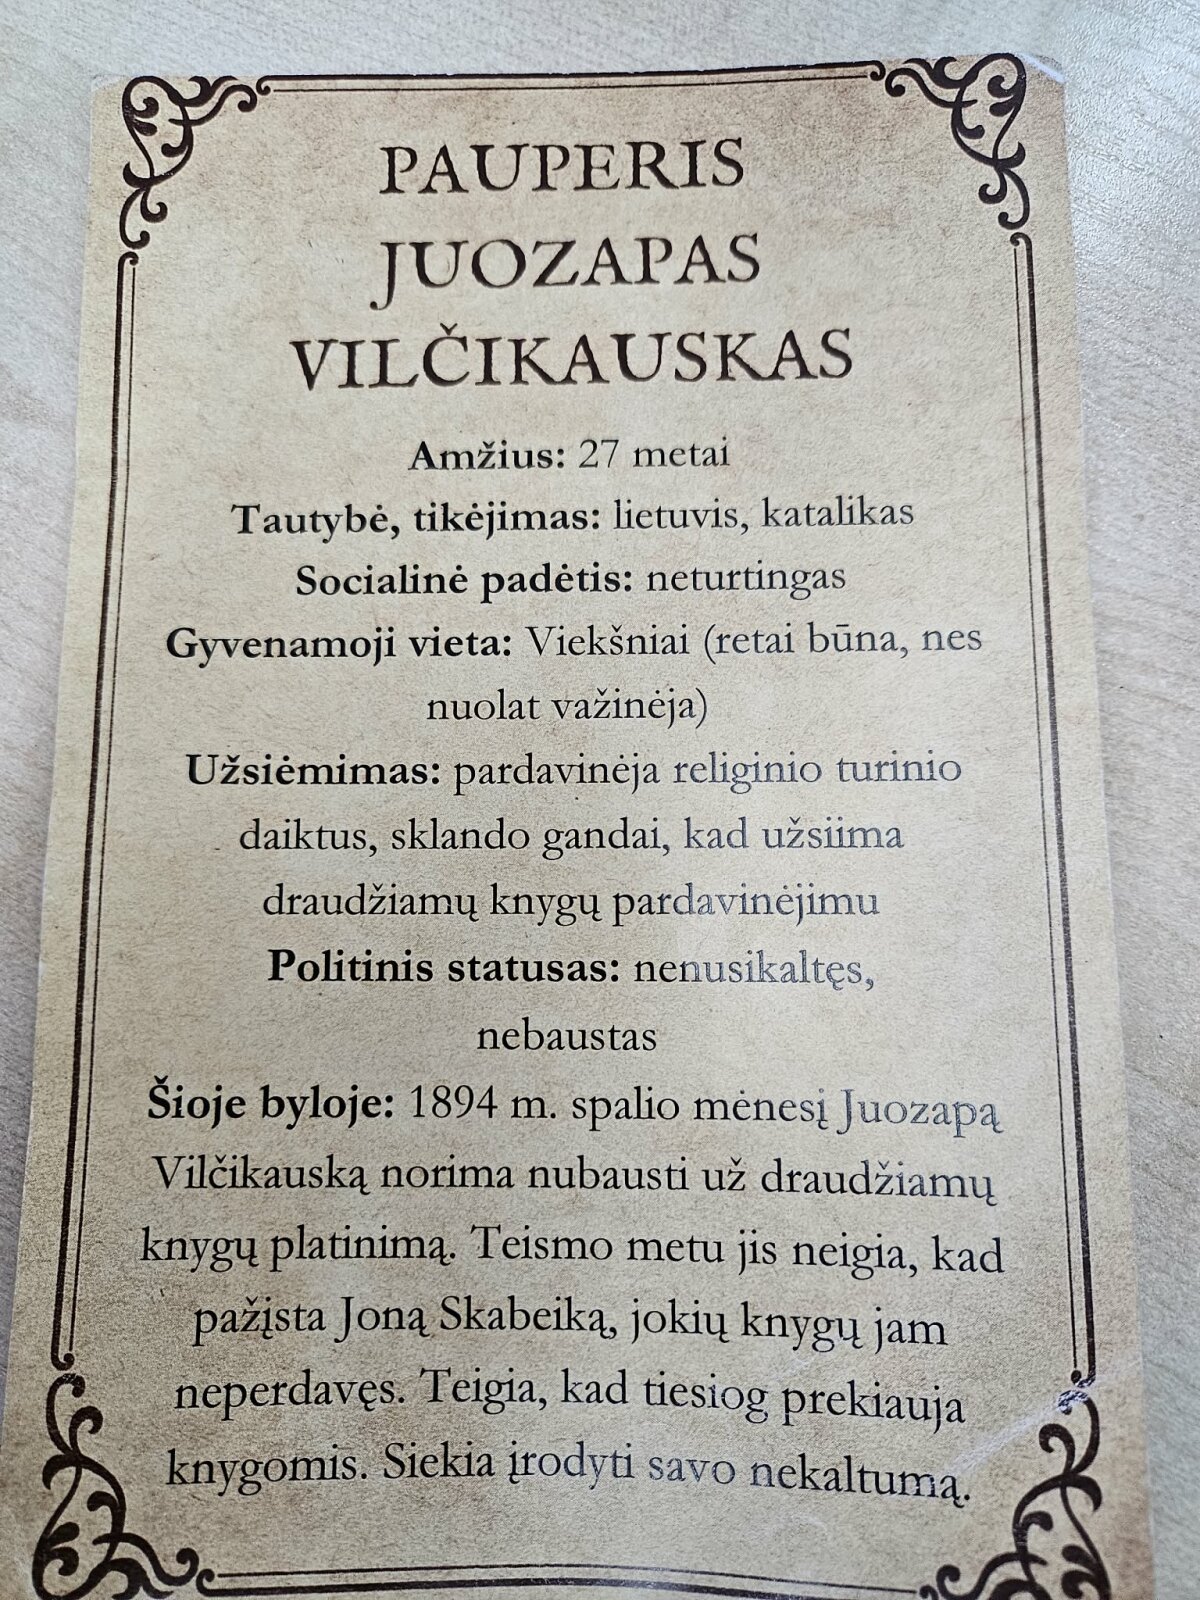 PAUPERIS
JUOZAPAS
VILČIKAUSKAS
Amžius: 27 metai
Tautybė, tikėjimas: lietuvis, katalikas
Socialinė padėtis: neturtingas
Gyvenamoji vieta: Viekšniai (retai būna, nes
nuolat važinėja)
Užsiėmimas: pardavinėja religinio turinio
daiktus, sklando gandai, kad užsiima
draudžiamų knygų pardavinėjimu
Politinis statusas: nenusikaltęs,
nebaustas
Šioje byloje: 1894 m. spalio mėnesį Juozapą
Vilčikauską norima nubausti už draudžiamų
knygų platinimą. Teismo metu jis neigia, kad
pažįsta Joną Skabeiką, jokių knygų jam
neperdavęs. Teigia, kad tiesiog prekiauja
knygomis. Siekia įrodyti savo nekaltumą.